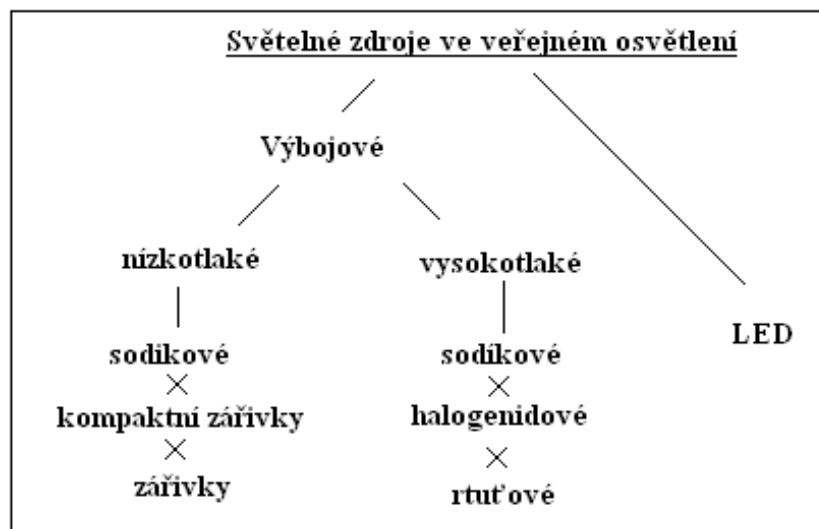 Světelné zdroje ve veřejném osvětlení
Výbojové
nízkotlaké
vysokotlaké
LED
sodíkové
sodíkové
kompaktní zářivky
halogenidové
zářivky
rtuťové